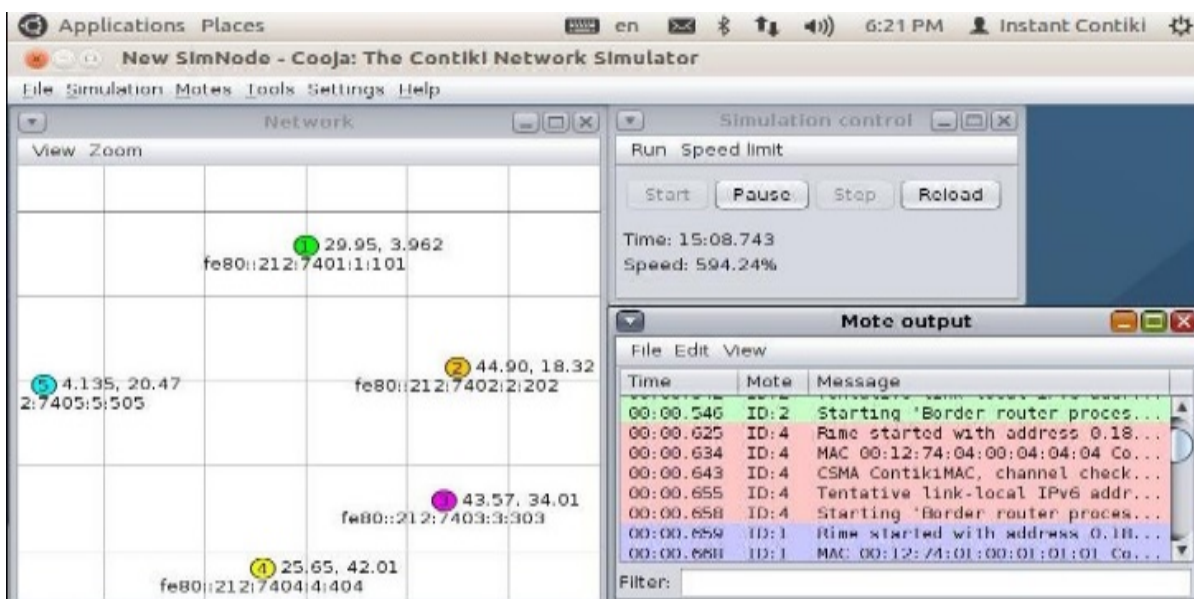 Applications Places en 6:21 PM Instant Contiki
New SimNode - Cooja: The Contiki Network Simulator
File Simulation Motes Tools Settings Help
Network
View Zoom
1 29.95, 3.962
fe80::212:7401:1:101
2 44.90, 18.32
fe80::212:7402:2:202
5 4.135, 20.47
2:7405:5:505
3 43.57, 34.01
fe80::212:7403:3:303
4 25.65, 42.01
fe80::212:7404:4:404
Simulation control
Run Speed limit
Start Pause Step Reload
Time: 15:08.743
Speed: 594.24%
Mote output
File Edit View
Time Mote Message
00:00.546 ID:2 Starting 'Border router proces...
00:00.625 ID:4 Rime started with address 0.18...
00:00.634 ID:4 MAC 00:12:74:04:00:04:04:04 Co...
00:00.643 ID:4 CSMA ContikiMAC, channel check...
00:00.655 ID:4 Tentative link-local IPv6 addr...
00:00.658 ID:4 Starting 'Border router proces...
00:00.659 ID:1 Rime started with address 0.18...
00:00.668 ID:1 MAC 00:12:74:01:00:01:01:01 Co...
Filter: